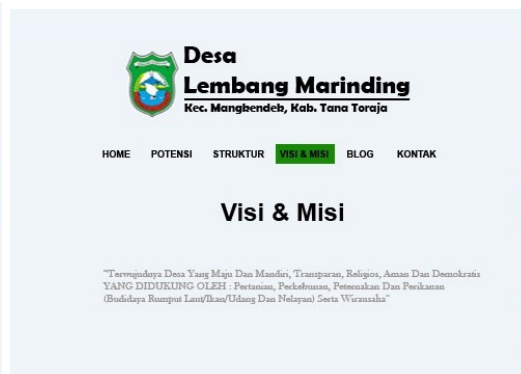 Desa
Lembang Marinding
Kec. Mangkendek, Kab. Tana Toraja
HOME POTENSI STRUKTUR VISI & MISI BLOG KONTAK
Visi & Misi
"Terwujudnya Desa Yang Maju Dan Mandiri, Transparan, Religios, Aman Dan Demokratis
YANG DIDUKUNG OLEH : Pertanian, Perkebunan, Peternakan Dan Perikanan
(Budidaya Rumput Laut/Ikan/Udang Dan Nelayan) Serta Wirausaha"